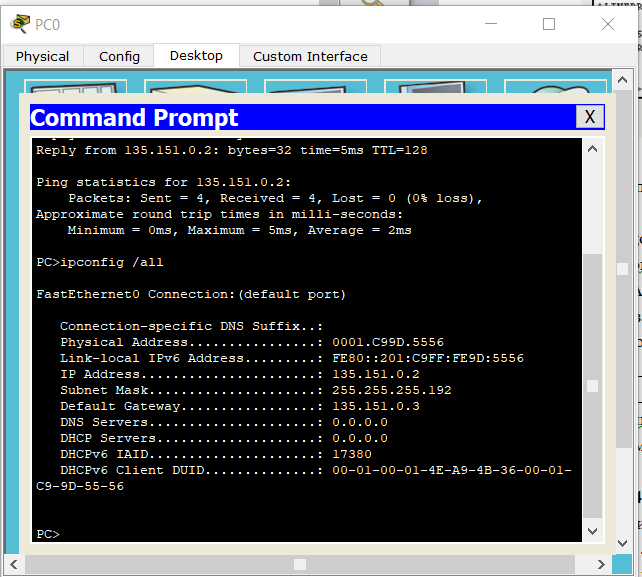 PC0
Physical Config Desktop Custom Interface
Command Prompt X
Reply from 135.151.0.2: bytes=32 time=5ms TTL=128
Ping statistics for 135.151.0.2:
Packets: Sent = 4, Received = 4, Lost = 0 (0% loss),
Approximate round trip times in milli-seconds:
Minimum = 0ms, Maximum = 5ms, Average = 2ms
PC>ipconfig /all
FastEthernet0 Connection:(default port)
Connection-specific DNS Suffix..:
Physical Address................: 0001.C99D.5556
Link-local IPv6 Address.........: FE80::201:C9FF:FE9D:5556
IP Address......................: 135.151.0.2
Subnet Mask.....................: 255.255.255.192
Default Gateway.................: 135.151.0.3
DNS Servers.....................: 0.0.0.0
DHCP Servers....................: 0.0.0.0
DHCPv6 IAID.....................: 17380
DHCPv6 Client DUID..............: 00-01-00-01-4E-A9-4B-36-00-01-
C9-9D-55-56
PC>